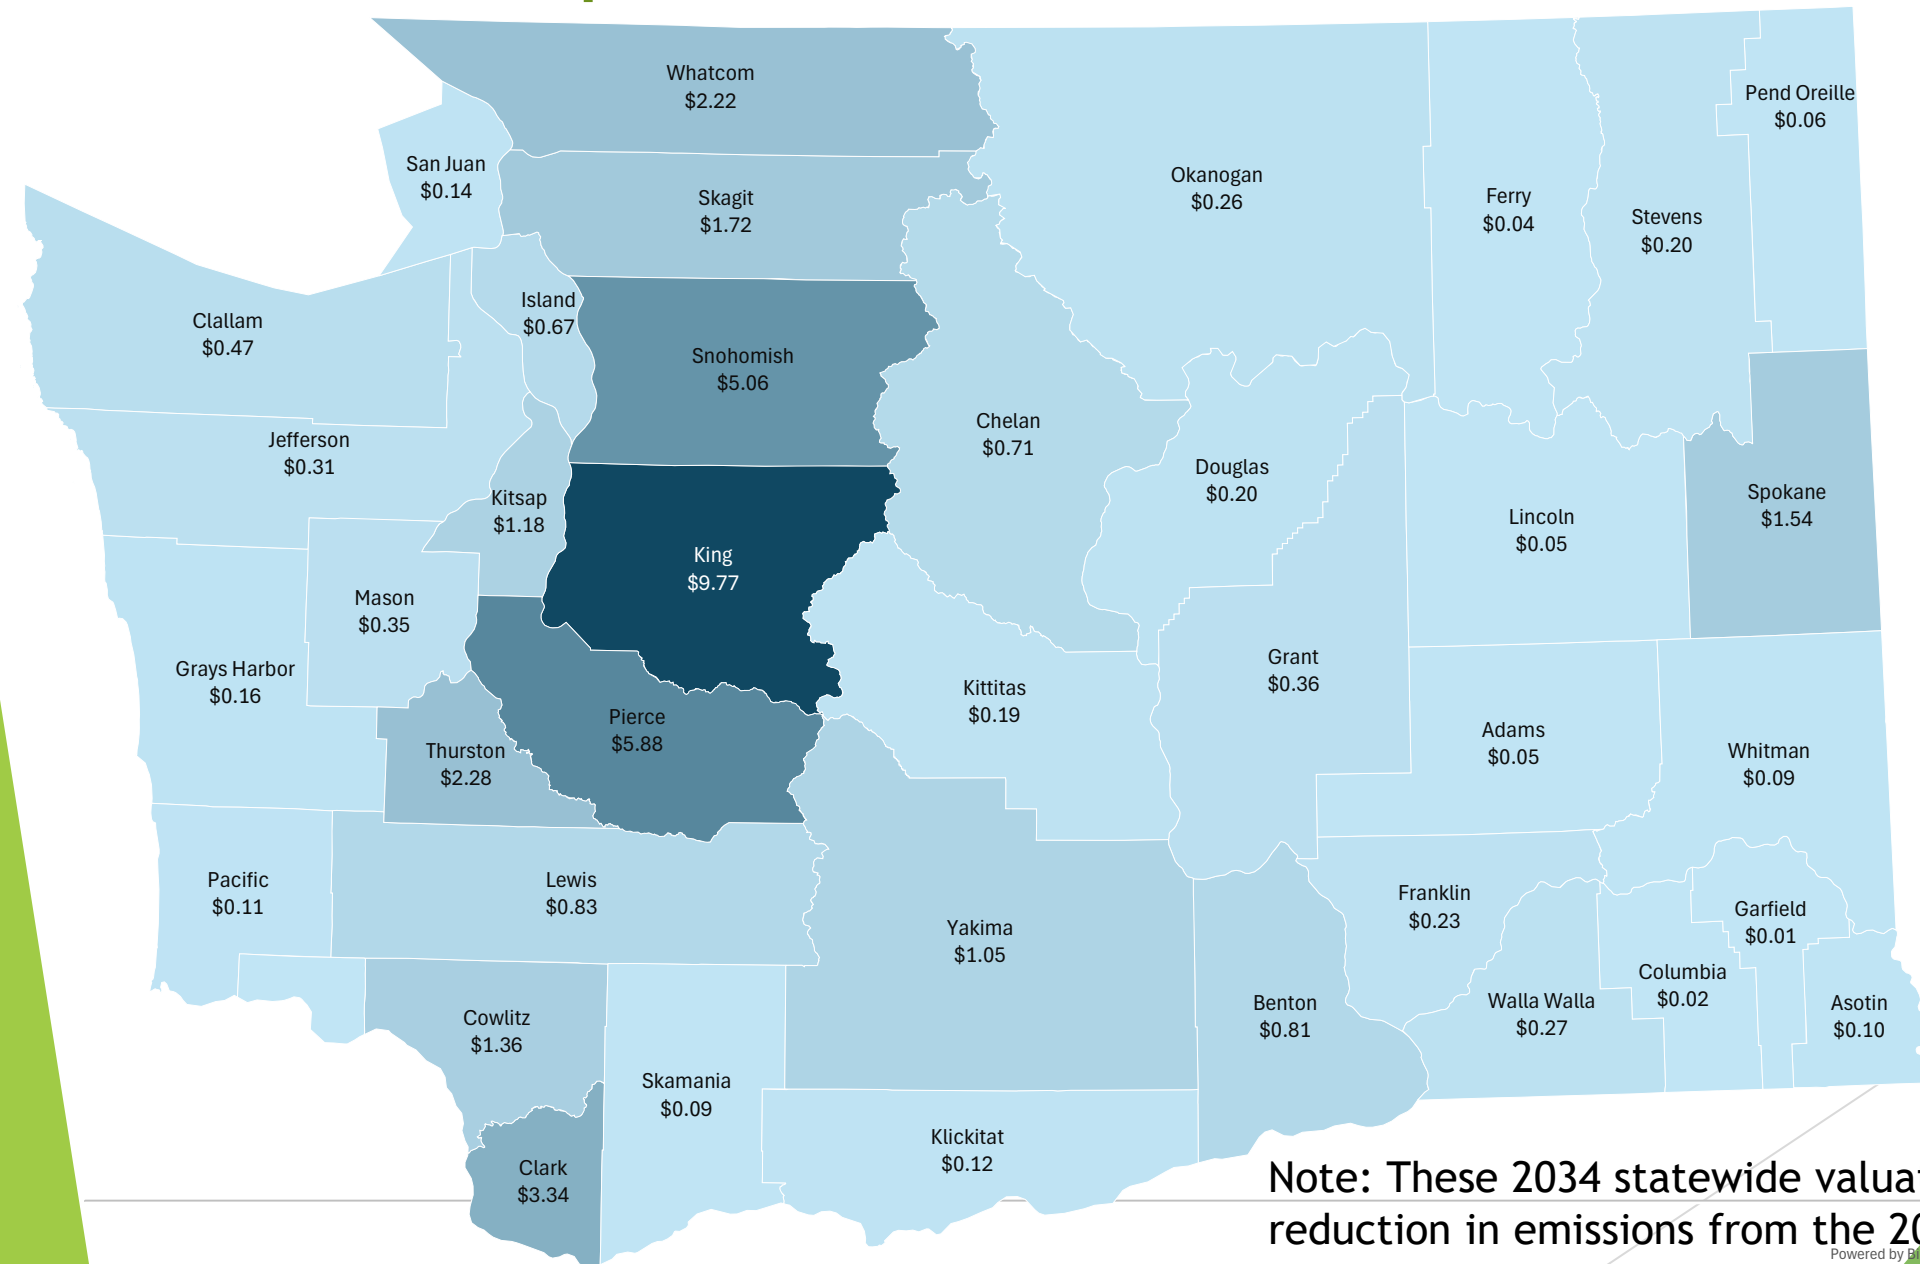 Whatcom
$2.22
Pend Oreille
$0.06
San Juan
$0.14
Skagit
$1.72
Okanogan
$0.26
Ferry
$0.04
Stevens
$0.20
Island
$0.67
Clallam
$0.47
Snohomish
$5.06
Chelan
$0.71
Jefferson
$0.31
Douglas
$0.20
Kitsap
$1.18
Spokane
$1.54
Lincoln
$0.05
King
$9.77
Mason
$0.35
Grays Harbor
$0.16
Grant
$0.36
Kittitas
$0.19
Pierce
$5.88
Adams
$0.05
Thurston
$2.28
Whitman
$0.09
Pacific
$0.11
Lewis
$0.83
Franklin
$0.23
Garfield
$0.01
Yakima
$1.05
Columbia
$0.02
Benton
$0.81
Walla Walla
$0.27
Asotin
$0.10
Cowlitz
$1.36
Skamania
$0.09
Klickitat
$0.12
Clark
$3.34
Note: These 2034 statewide
reduction in emissions from the
Powered by